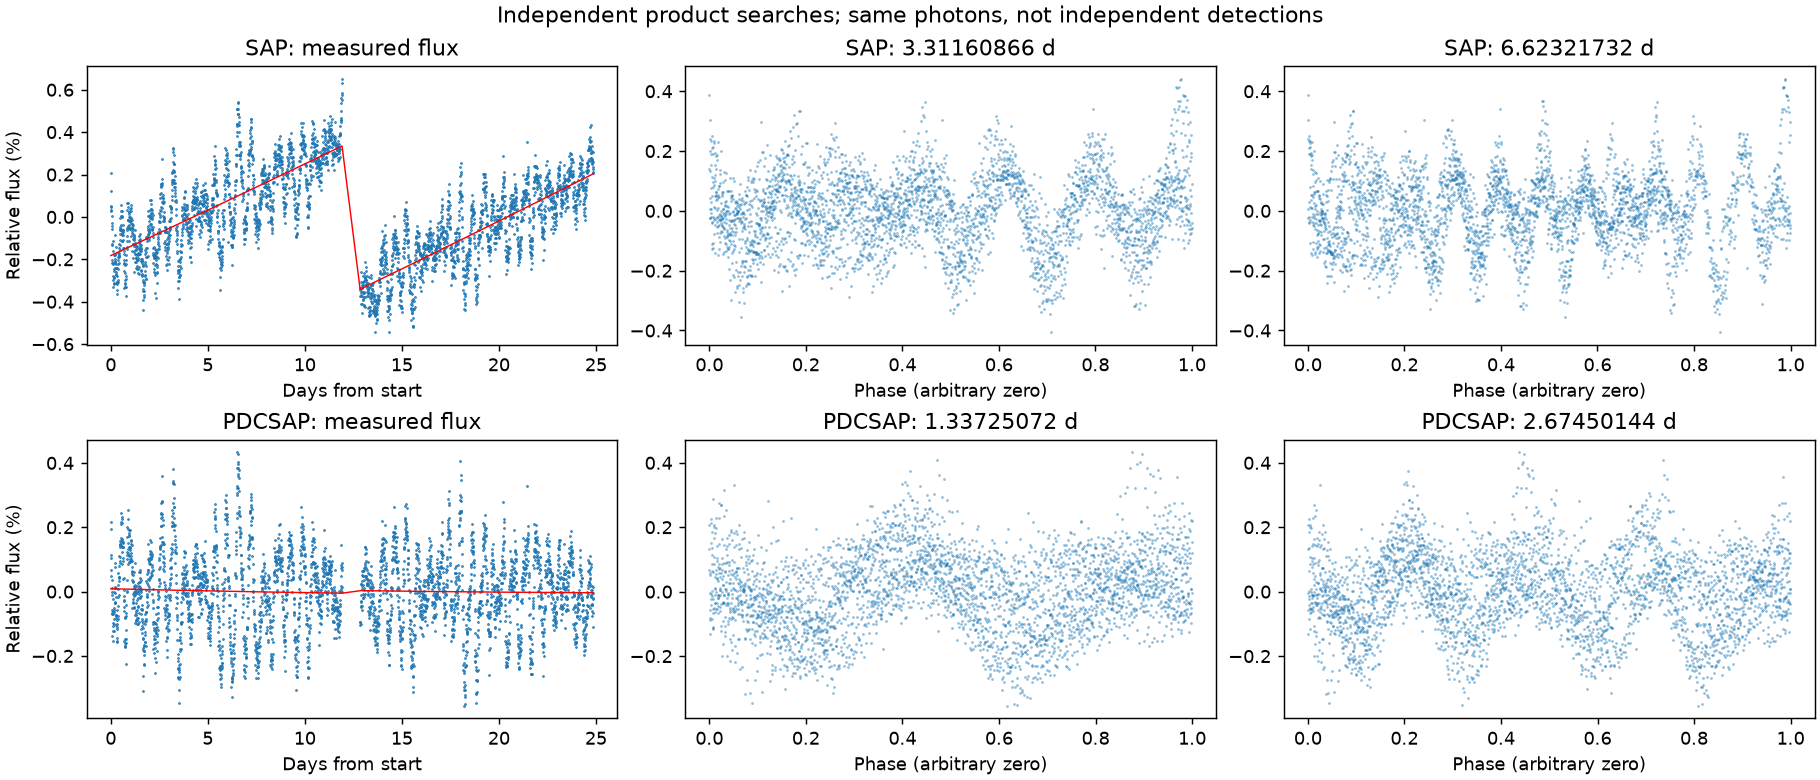 Independent product searches; same photons, not independent detections
SAP: measured flux
Relative flux (%)
0.6
0.4
0.2
0.0
−0.2
−0.4
−0.6
0 5 10 15 20 25
Days from start
SAP: 3.31160866 d
0.4
0.2
0.0
−0.2
−0.4
0.0 0.2 0.4 0.6 0.8 1.0
Phase (arbitrary zero)
SAP: 6.62321732 d
0.4
0.2
0.0
−0.2
−0.4
0.0 0.2 0.4 0.6 0.8 1.0
Phase (arbitrary zero)
PDCSAP: measured flux
Relative flux (%)
0.4
0.2
0.0
−0.2
0 5 10 15 20 25
Days from start
PDCSAP: 1.33725072 d
0.4
0.2
0.0
−0.2
0.0 0.2 0.4 0.6 0.8 1.0
Phase (arbitrary zero)
PDCSAP: 2.67450144 d
0.4
0.2
0.0
−0.2
0.0 0.2 0.4 0.6 0.8 1.0
Phase (arbitrary zero)